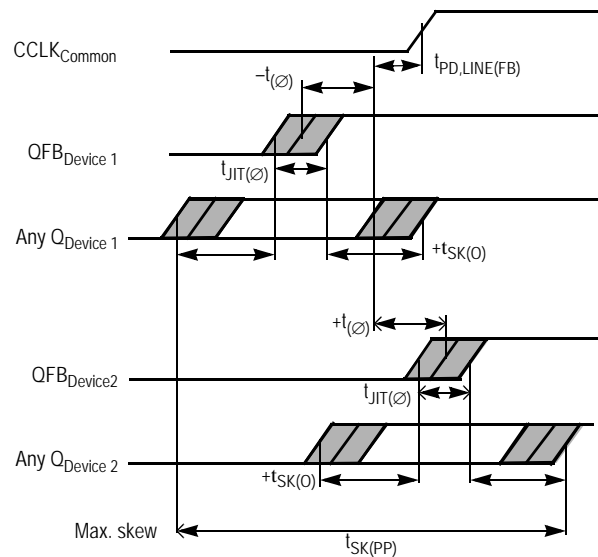 CCLKCommon
tPD,LINE(FB)
–t(Ø)
QFBDevice 1
tJIT(Ø)
Any QDevice 1
+tSK(O)
+t(Ø)
QFBDevice2
tJIT(Ø)
Any QDevice 2
+tSK(O)
Max. skew
tSK(PP)